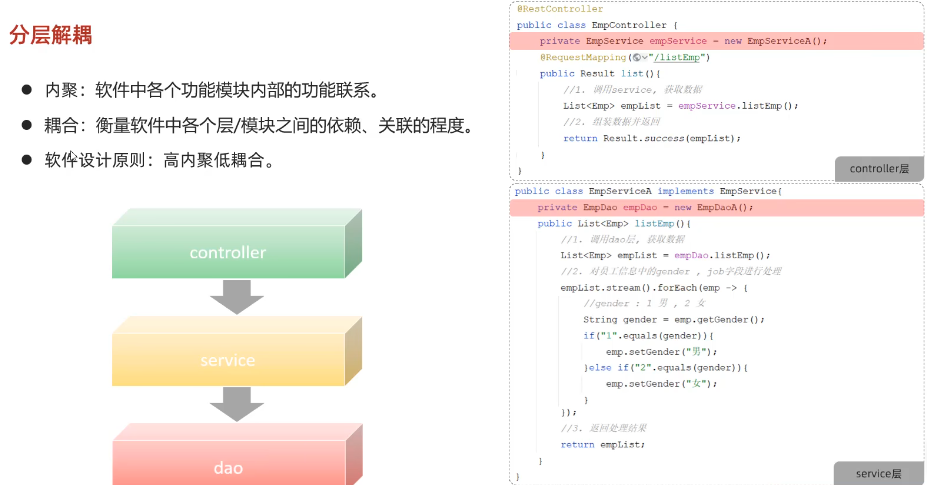 分层解耦
● 内聚：软件中各个功能模块内部的功能联系。
● 耦合：衡量软件中各个层/模块之间的依赖、关联的程度。
● 软件设计原则：高内聚低耦合。
controller
service
dao
@RestController
public class EmpController {
private EmpService empService = new EmpServiceA();
@RequestMapping("/listEmp")
public Result list(){
//1. 调用service, 获取数据
List<Emp> empList = empService.listEmp();
//2. 组装数据并返回
return Result.success(empList);
}
}
controller层
public class EmpServiceA implements EmpService{
private EmpDao empDao = new EmpDaoA();
public List<Emp> listEmp(){
//1. 调用dao层, 获取数据
List<Emp> empList = empDao.listEmp();
//2. 对员工信息中的gender , job字段进行处理
empList.stream().forEach(emp -> {
//gender : 1 男 , 2 女
String gender = emp.getGender();
if("1".equals(gender)){
emp.setGender("男");
}else if("2".equals(gender)){
emp.setGender("女");
}
});
//3. 返回处理结果
return empList;
}
}
service层